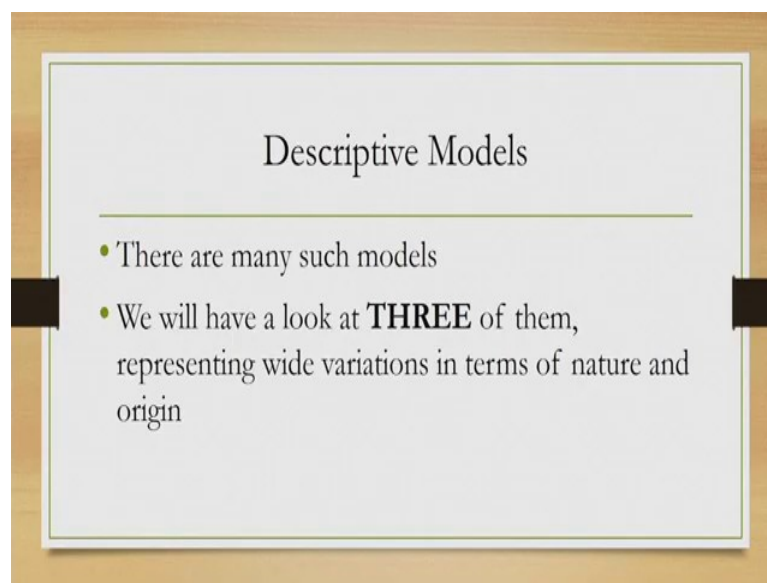 Descriptive Models
• There are many such models
• We will have a look at THREE of them,
representing wide variations in terms of nature and
origin